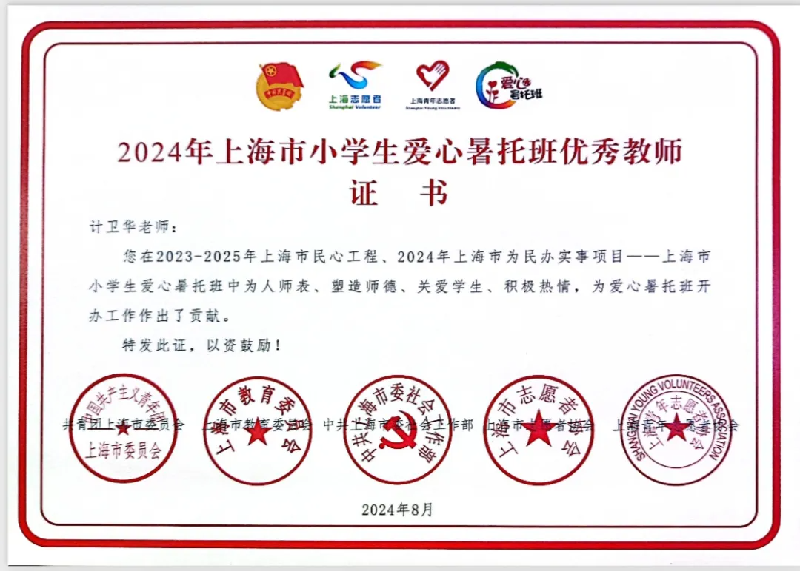 上海志愿者
Shanghai Volunteer
上海青年志愿者
爱心
暑托班
2024年上海市小学生爱心暑托班优秀教师
证 书
计卫华老师：
您在2023-2025年上海市民心工程、2024年上海市为民办实事项目——上海市
小学生爱心暑托班中为人师表、塑造师德、关爱学生、积极热情，为爱心暑托班开
办工作作出了贡献。
特发此证，以资鼓励！
共青团上海市委员会 上海市教育委员会 中共上海市委社会工作部 上海市志愿者协会 上海青年志愿者协会
中国共产主义青年团
上海市委员会
上海市教育委员会
中共上海市委社会工作部
上海市志愿者协会
SHANGHAI YOUNG VOLUNTEERS ASSOCIATION
上海青年志愿者协会
2024年8月